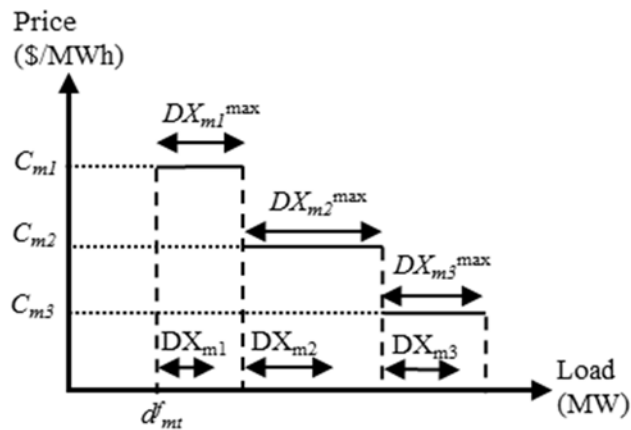 Price
($/MWh)
DXm1max
Cm1
DXm2max
Cm2
DXm3max
Cm3
DXm1
DXm2
DXm3
Load
(MW)
dfmt